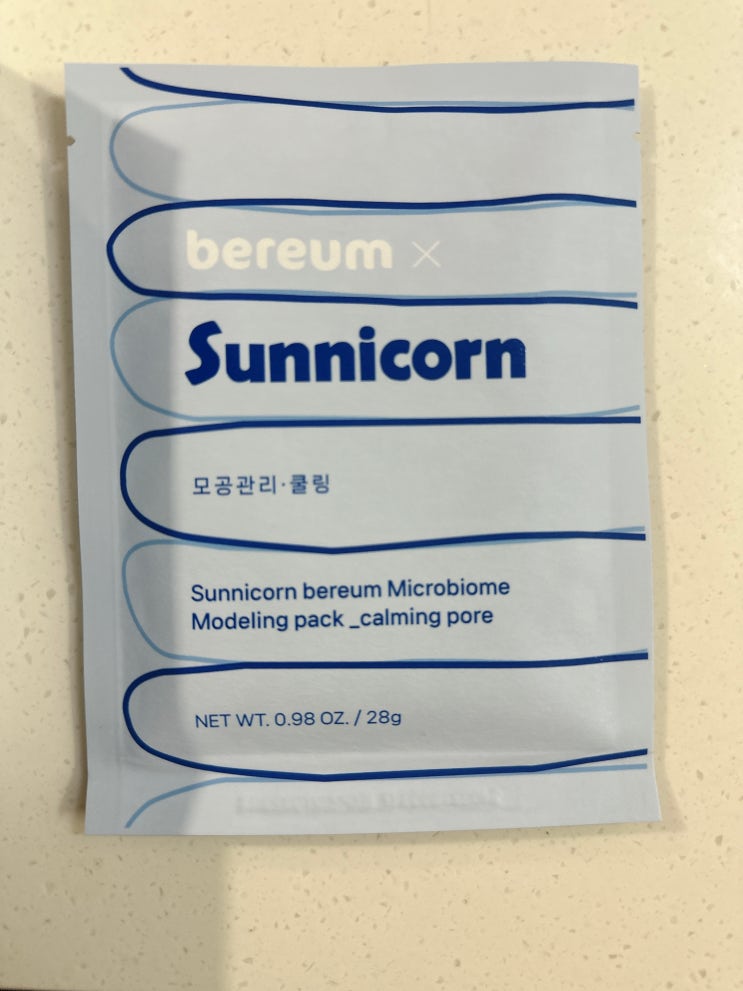 bereum ×
Sunnicorn
모공관리·쿨링
Sunnicorn bereum Microbiome
Modeling pack _calming pore
NET WT. 0.98 OZ. / 28g